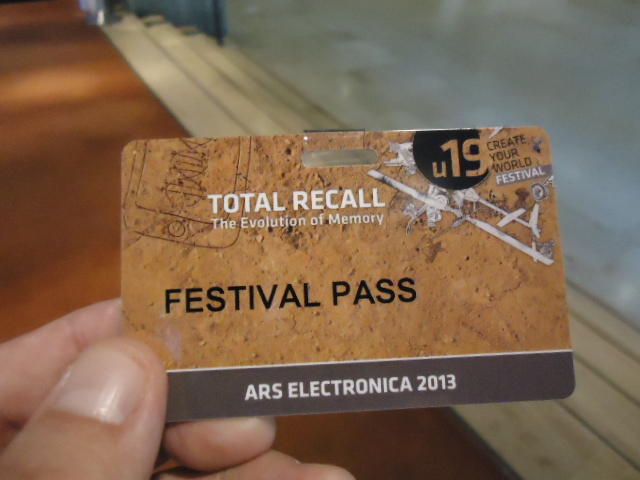 u19
CREATE
YOUR
WORLD
FESTIVAL
TOTAL RECALL
The Evolution of Memory
FESTIVAL PASS
ARS ELECTRONICA 2013